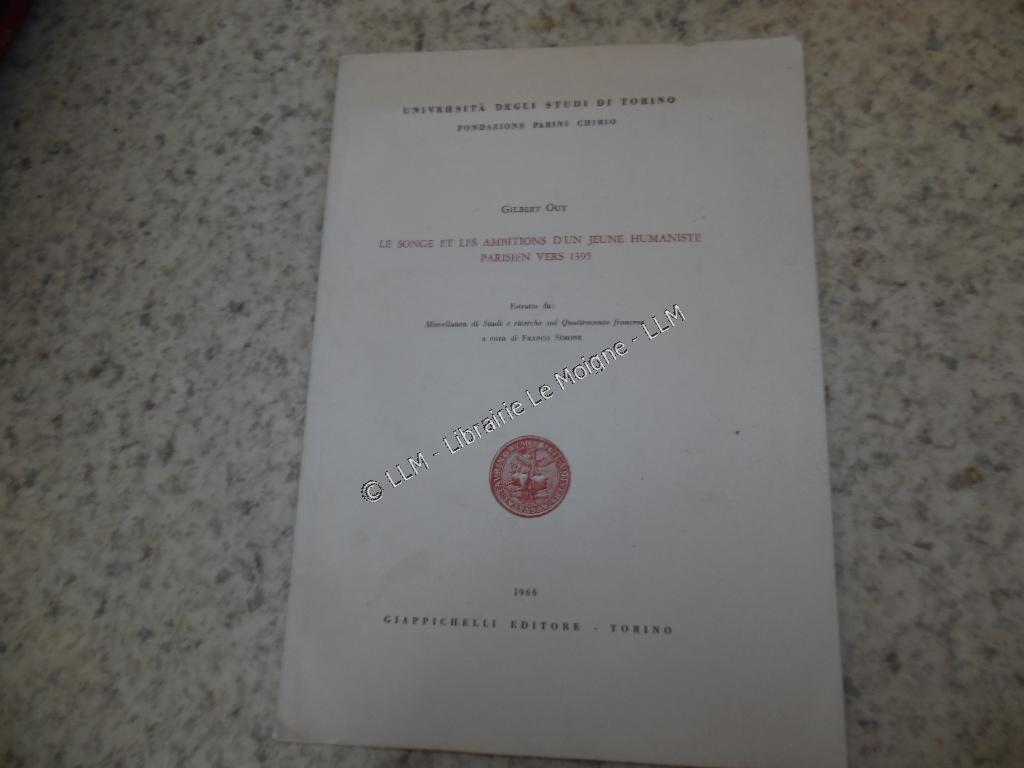 UNIVERSITÀ DEGLI STUDI DI TORINO
FONDAZIONE PARINI CHIRIO
GILBERT OUY
LE SONGE ET LES AMBITIONS D'UN JEUNE HUMANISTE
PARISIEN VERS 1395
Estratto da:
Miscellanea di Studi e ricerche sul Quattrocento francese
a cura di FRANCO SIMONE
© LLM - Librairie Le Moigne - LLM
1966
GIAPPICHELLI EDITORE - TORINO